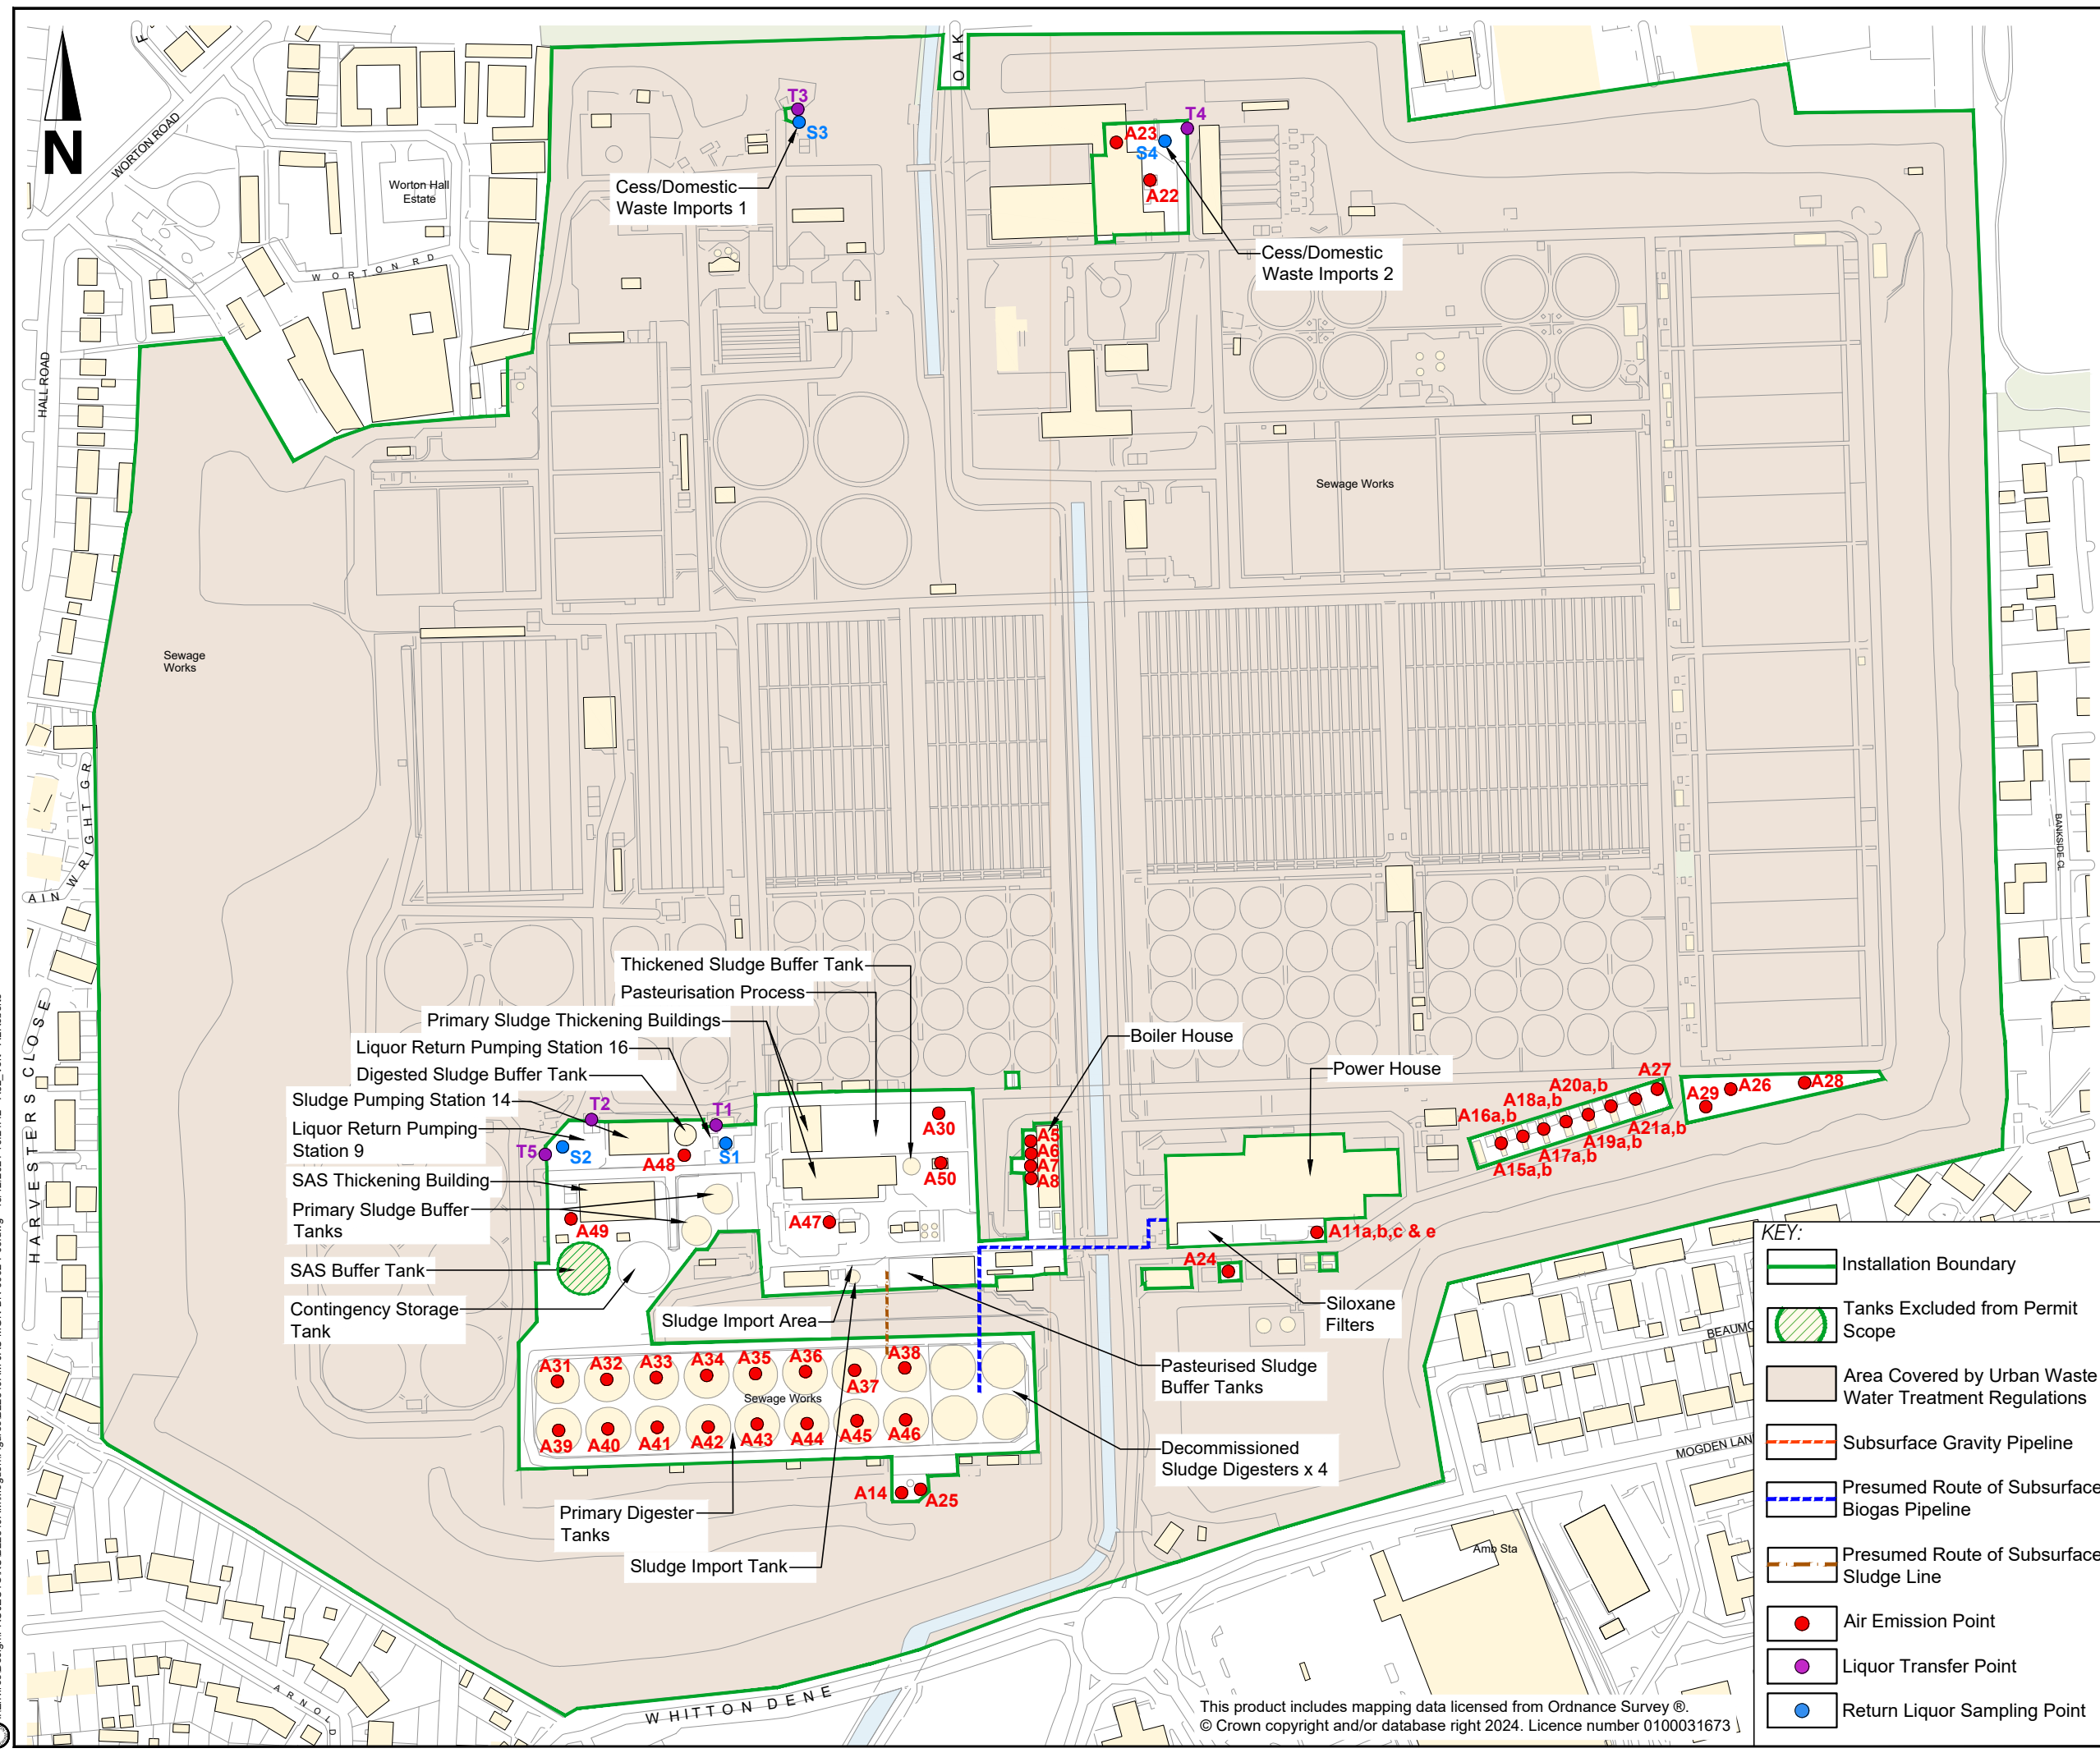 OAK
WORTON ROAD
N
Worton Hall
Estate
WORTON RD
T3
S3
Cess/Domestic
Waste Imports 1
T4
A23
S4
A22
Cess/Domestic
Waste Imports 2
HALL ROAD
Sewage Works
Sewage
Works
AINWRIGHT GR
BANKSIDE CL
HARVESTERS CLOSE
Thickened Sludge Buffer Tank
Pasteurisation Process
Primary Sludge Thickening Buildings
Liquor Return Pumping Station 16
Digested Sludge Buffer Tank
Sludge Pumping Station 14
Liquor Return Pumping
Station 9
SAS Thickening Building
Primary Sludge Buffer
Tanks
SAS Buffer Tank
Contingency Storage
Tank
T2
T1
T5
S2
S1
A48
A49
A30
A50
A47
Boiler House
A5
A6
A7
A8
Power House
A27
A20a,b
A18a,b
A16a,b
A21a,b
A19a,b
A17a,b
A15a,b
A29
A26
A28
A11a,b,c & e
A24
Siloxane
Filters
Sludge Import Area
Pasteurised Sludge
Buffer Tanks
A31
A32
A33
A34
A35
A36
A37
A38
Sewage Works
A39
A40
A41
A42
A43
A44
A45
A46
Decommissioned
Sludge Digesters x 4
A14
A25
Primary Digester
Tanks
Sludge Import Tank
BEAUMO
MOGDEN LAN
Amb Sta
ARNOLD
WHITTON DENE
This product includes mapping data licensed from Ordnance Survey ®.
© Crown copyright and/or database right 2024. Licence number 0100031673
KEY:
Installation Boundary
Tanks Excluded from Permit
Scope
Area Covered by Urban Waste
Water Treatment Regulations
Subsurface Gravity Pipeline
Presumed Route of Subsurface
Biogas Pipeline
Presumed Route of Subsurface
Sludge Line
Air Emission Point
Liquor Transfer Point
Return Liquor Sampling Point